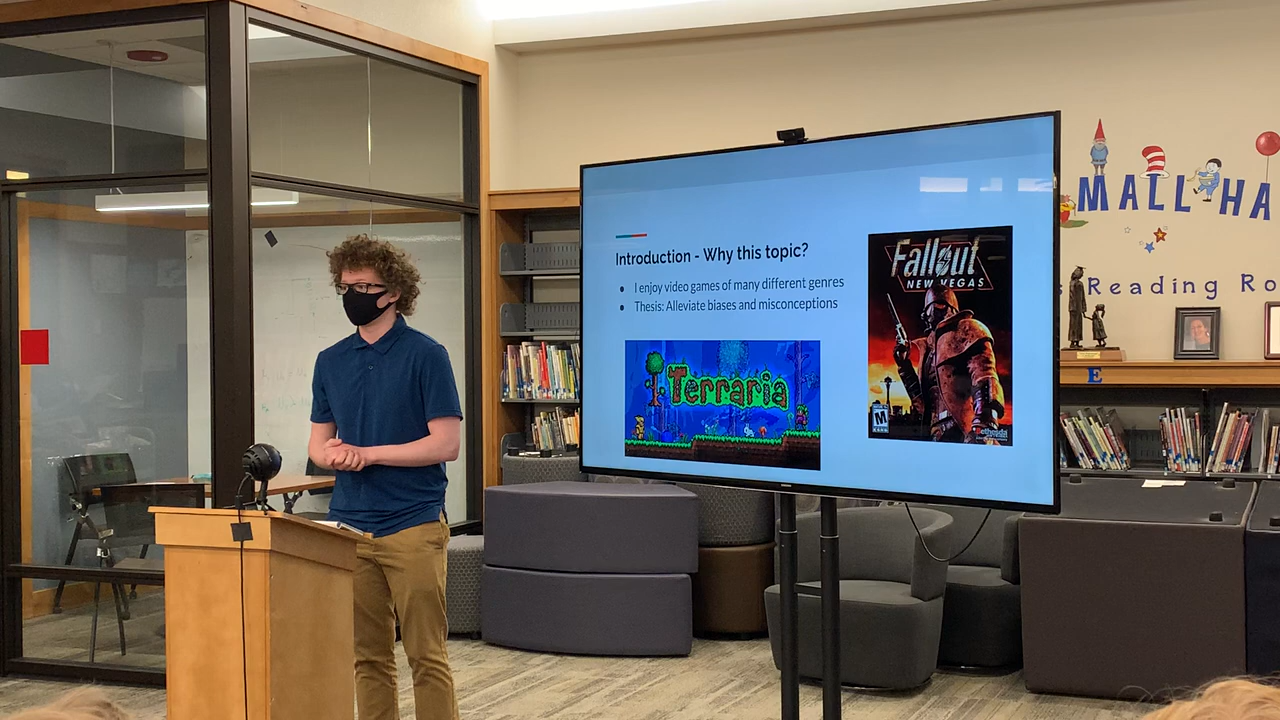 Introduction - Why this topic?
● I enjoy video games of many different genres
● Thesis: Alleviate biases and misconceptions
Terraria
Fallout
NEW VEGAS
M
Bethesda
MALL HA
s Reading Ro
E